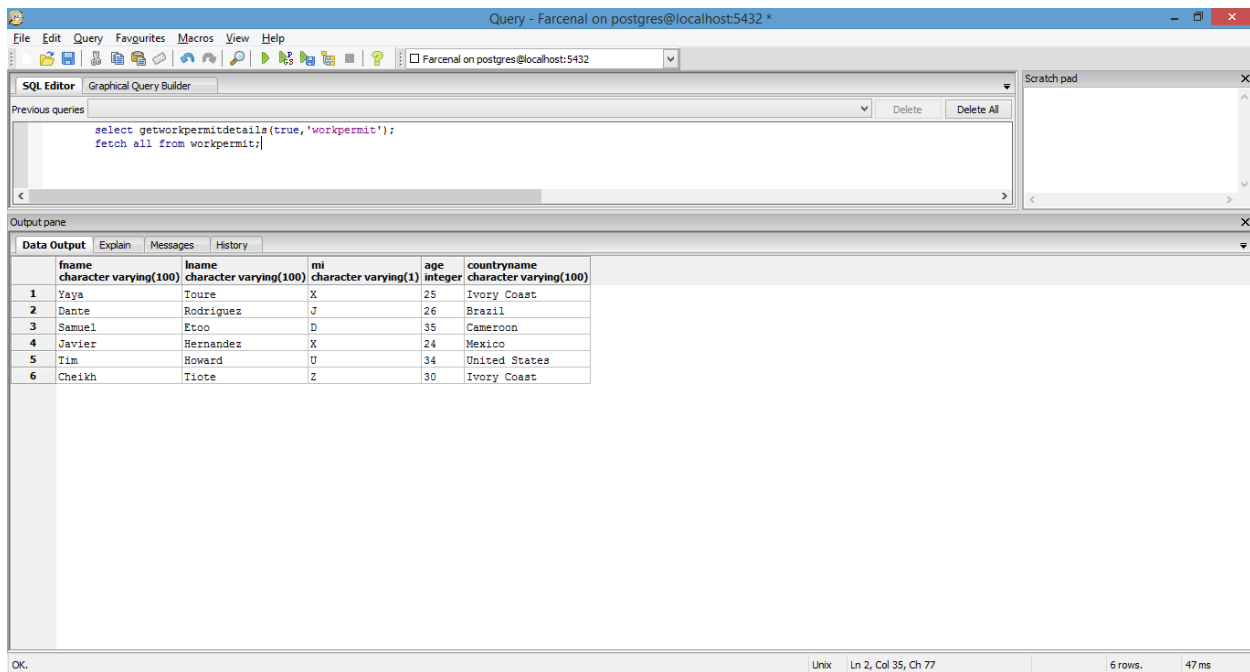 Query - Farcenal on postgres@localhost:5432 *
File Edit Query Favourites Macros View Help
Farcenal on postgres@localhost:5432
SQL Editor Graphical Query Builder
Scratch pad
Previous queries Delete Delete All
select getworkpermitdetails(true,'workpermit');
fetch all from workpermit;
Output pane
Data Output Explain Messages History
fname lname mi age countryname
character varying(100) character varying(100) character varying(1) integer character varying(100)
1 Yaya Toure X 25 Ivory Coast
2 Dante Rodriguez J 26 Brazil
3 Samuel Etoo D 35 Cameroon
4 Javier Hernandez X 24 Mexico
5 Tim Howard U 34 United States
6 Cheikh Tiote Z 30 Ivory Coast
OK. Unix Ln 2, Col 35, Ch 77 6 rows. 47 ms